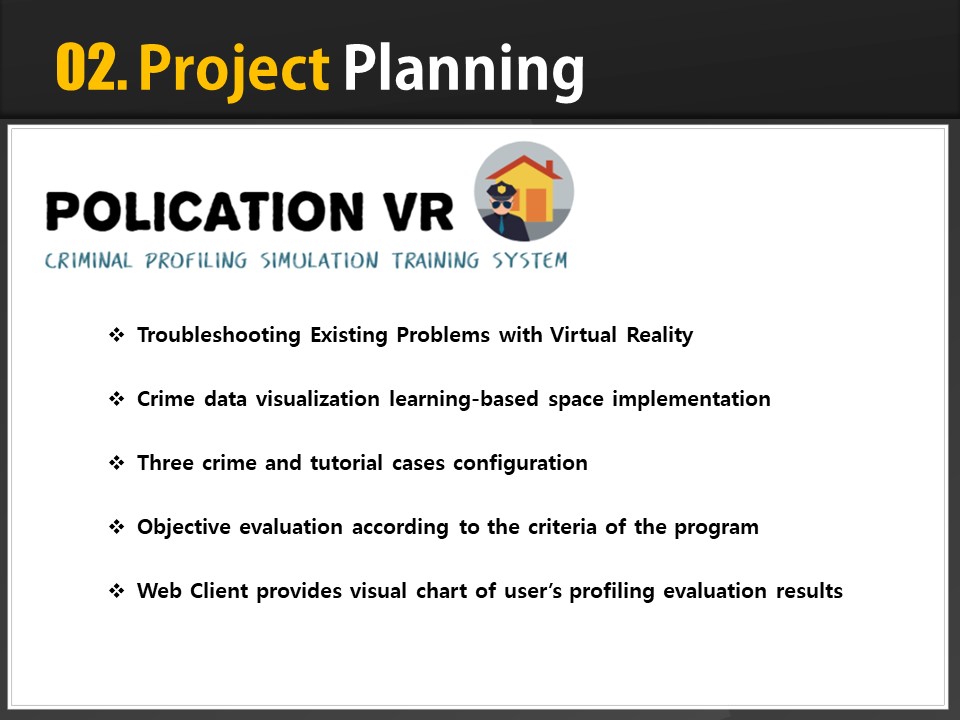 02. Project Planning
POLICATION VR
CRIMINAL PROFILING SIMULATION TRAINING SYSTEM
❖ Troubleshooting Existing Problems with Virtual Reality
❖ Crime data visualization learning-based space implementation
❖ Three crime and tutorial cases configuration
❖ Objective evaluation according to the criteria of the program
❖ Web Client provides visual chart of user’s profiling evaluation results